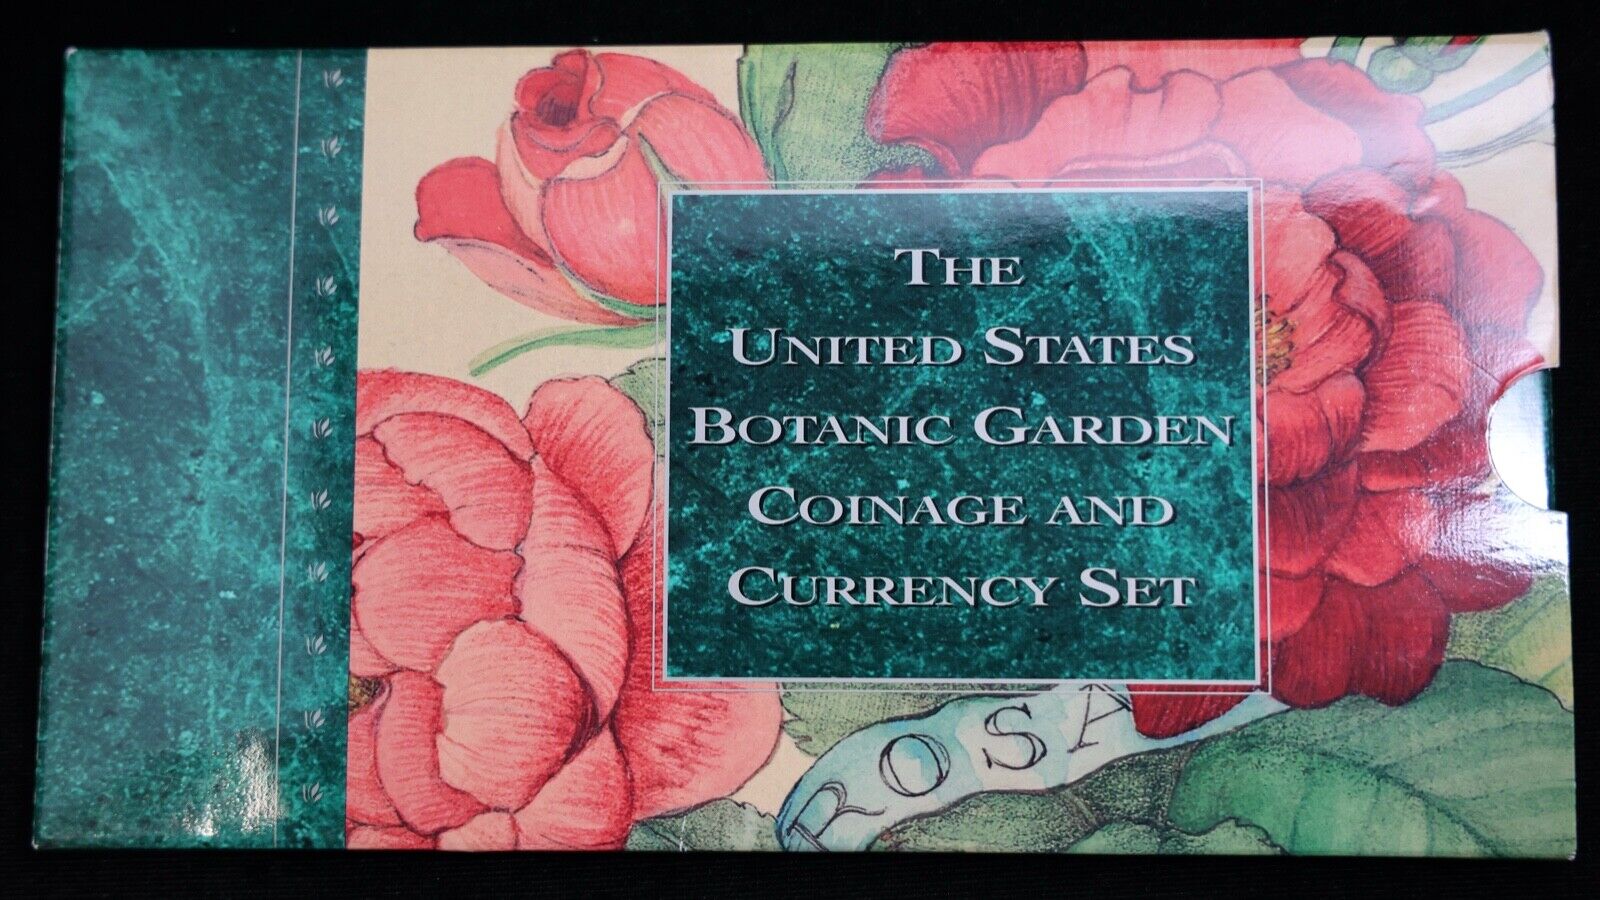 THE
UNITED STATES
BOTANIC GARDEN
COINAGE AND
CURRENCY SET
ROSA